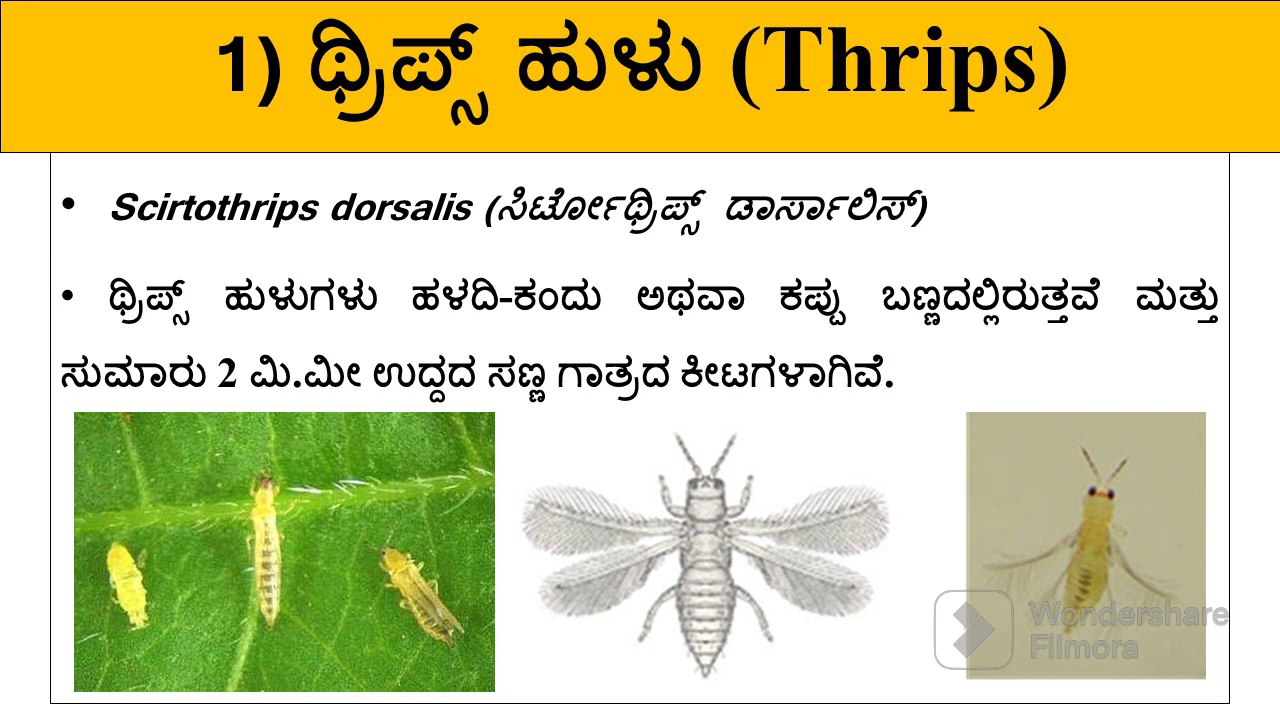 1) ಥ್ರಿಪ್ಸ್ ಹುಳು (Thrips)
• Scirtothrips dorsalis (ಸಿರ್ಟೋಥ್ರಿಪ್ಸ್ ಡಾರ್ಸಾಲಿಸ್)
• ಥ್ರಿಪ್ಸ್ ಹುಳುಗಳು ಹಳದಿ-ಕಂದು ಅಥವಾ ಕಪ್ಪು ಬಣ್ಣದಲ್ಲಿರುತ್ತವೆ ಮತ್ತು
ಸುಮಾರು 2 ಮಿ.ಮೀ ಉದ್ದದ ಸಣ್ಣ ಗಾತ್ರದ ಕೀಟಗಳಾಗಿವೆ.
Wondershare
Filmora